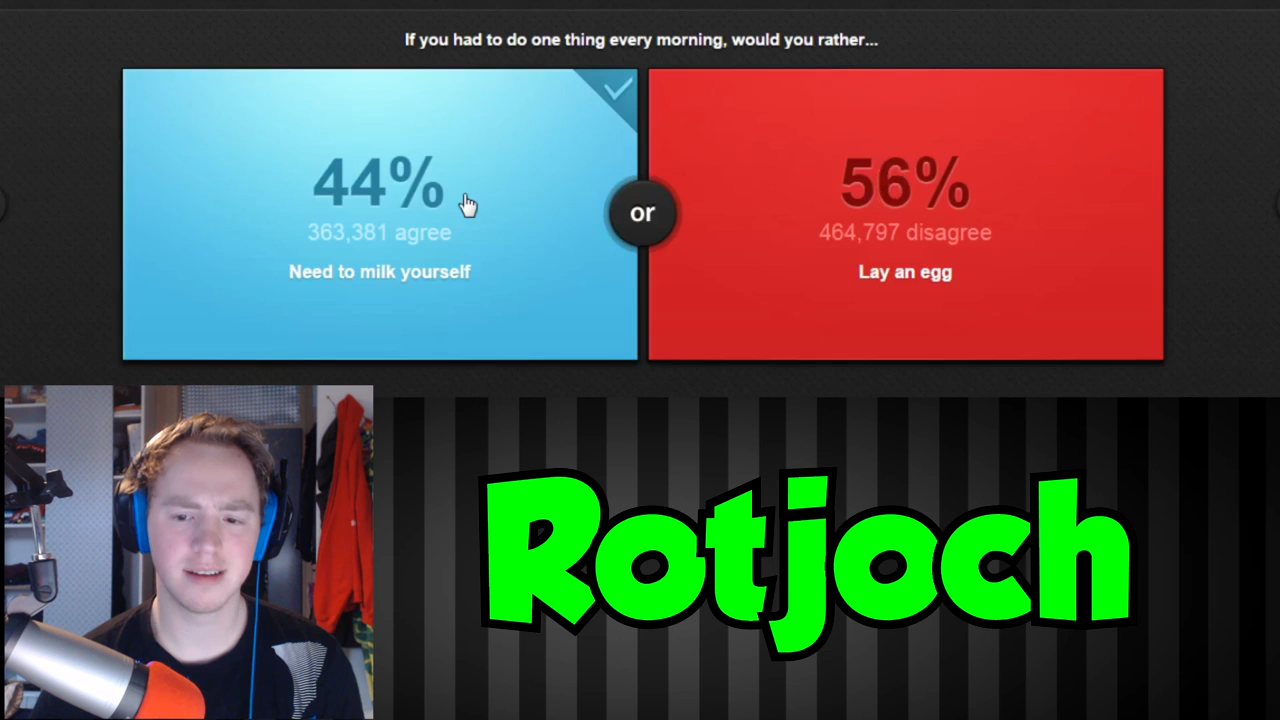 If you had to do one thing every morning, would you rather...
44%
363,381 agree
Need to milk yourself
or
56%
464,797 disagree
Lay an egg
Rotjoch